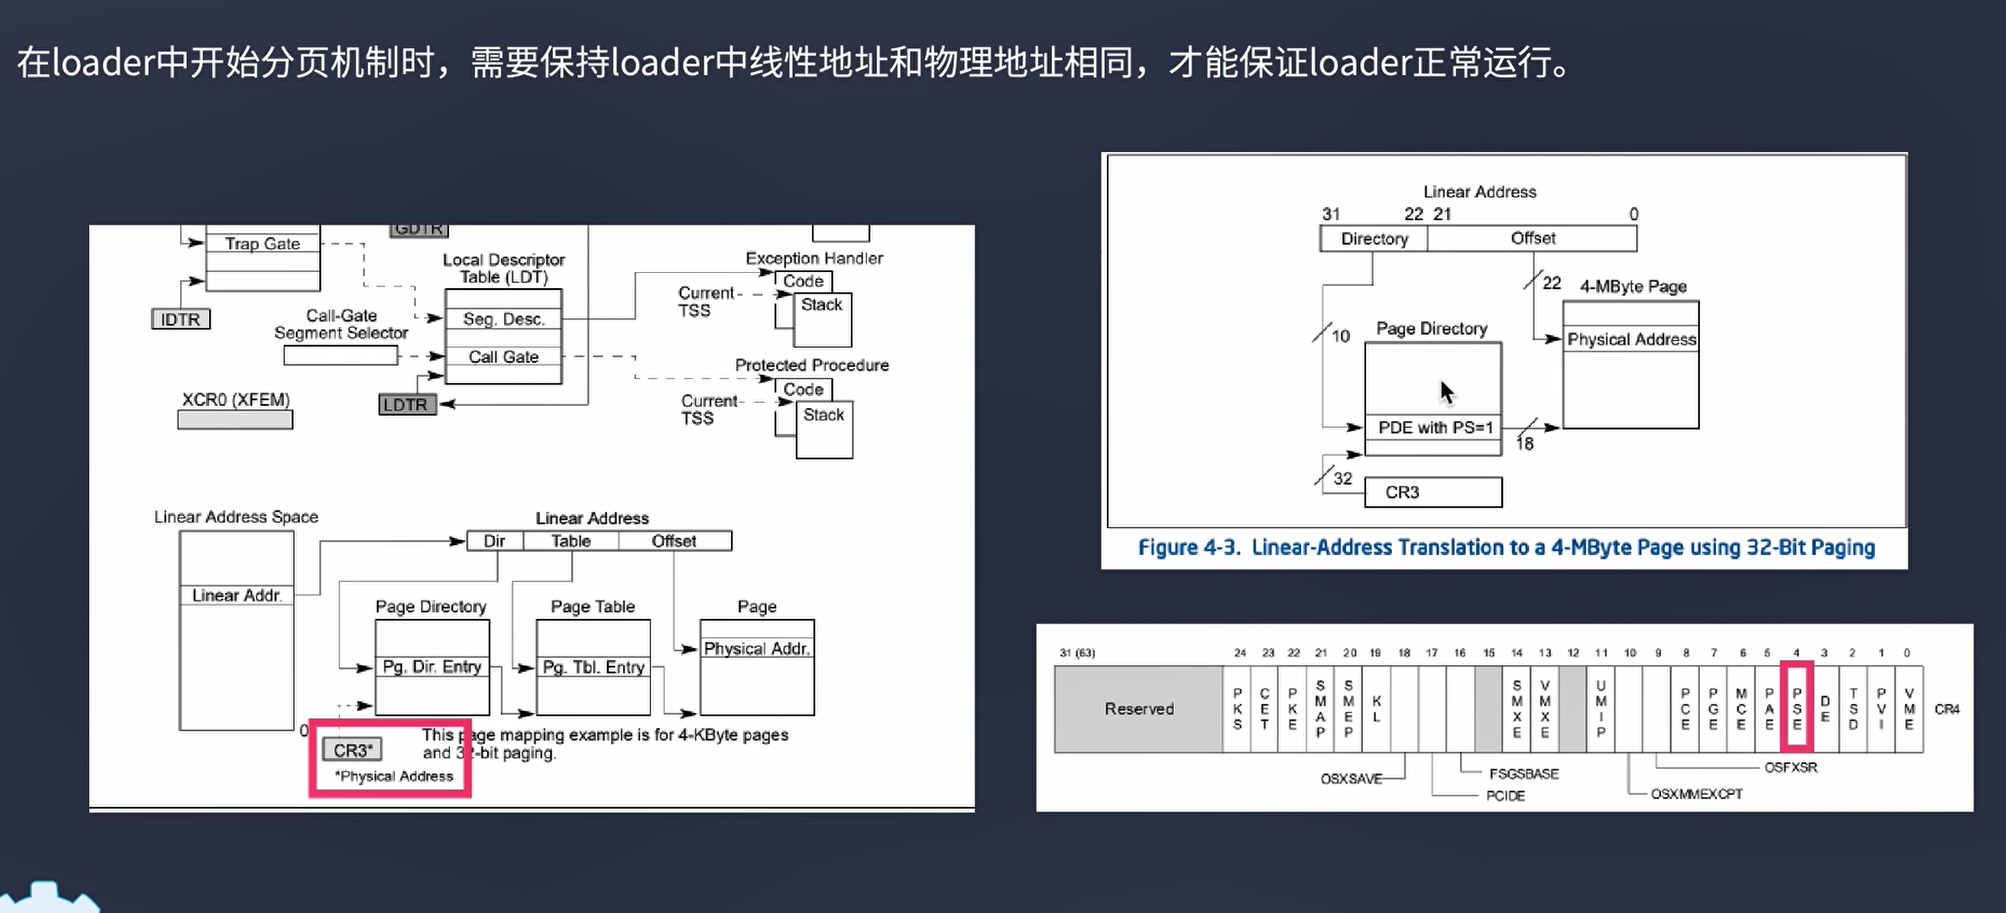 在loader中开始分页机制时，需要保持loader中线性地址和物理地址相同，才能保证loader正常运行。
GDTR
Trap Gate
IDTR
Local Descriptor
Table (LDT)
Call-Gate
Segment Selector
Seg. Desc.
Call Gate
LDTR
XCR0 (XFEM)
Exception Handler
Code
Stack
Current
TSS
Protected Procedure
Code
Stack
Current
TSS
Linear Address Space
Linear Addr.
0
Linear Address
Dir Table Offset
Page Directory
Pg. Dir. Entry
Page Table
Pg. Tbl. Entry
Page
Physical Addr.
CR3*
*Physical Address
This page mapping example is for 4-KByte pages
and 32-bit paging.
Linear Address
31 22 21 0
Directory Offset
22
4-MByte Page
Physical Address
10
Page Directory
PDE with PS=1
18
32
CR3
Figure 4-3. Linear-Address Translation to a 4-MByte Page using 32-Bit Paging
31 (63) 24 23 22 21 20 19 18 17 16 15 14 13 12 11 10 9 8 7 6 5 4 3 2 1 0
Reserved PKS CET PKE SMAP SMEP KL SMXE VMXE UMIP PCE PGE MCE PAE PSE DE TSD PVI VME CR4
OSXSAVE
FSGSBASE
PCIDE
OSFXSR
OSXMMEXCPT